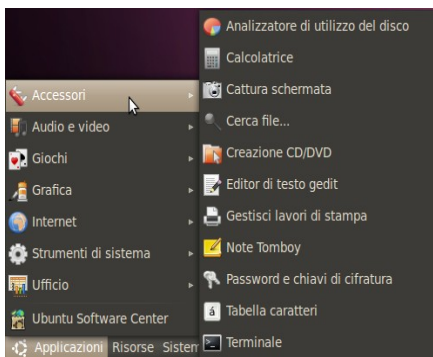 Accessori
Audio e video
Giochi
Grafica
Internet
Strumenti di sistema
Ufficio
Ubuntu Software Center
Applicazioni Risorse Sistem
Analizzatore di utilizzo del disco
Calcolatrice
Cattura schermata
Cerca file...
Creazione CD/DVD
Editor di testo gedit
Gestisci lavori di stampa
Note Tomboy
Password e chiavi di cifratura
á Tabella caratteri
Terminale